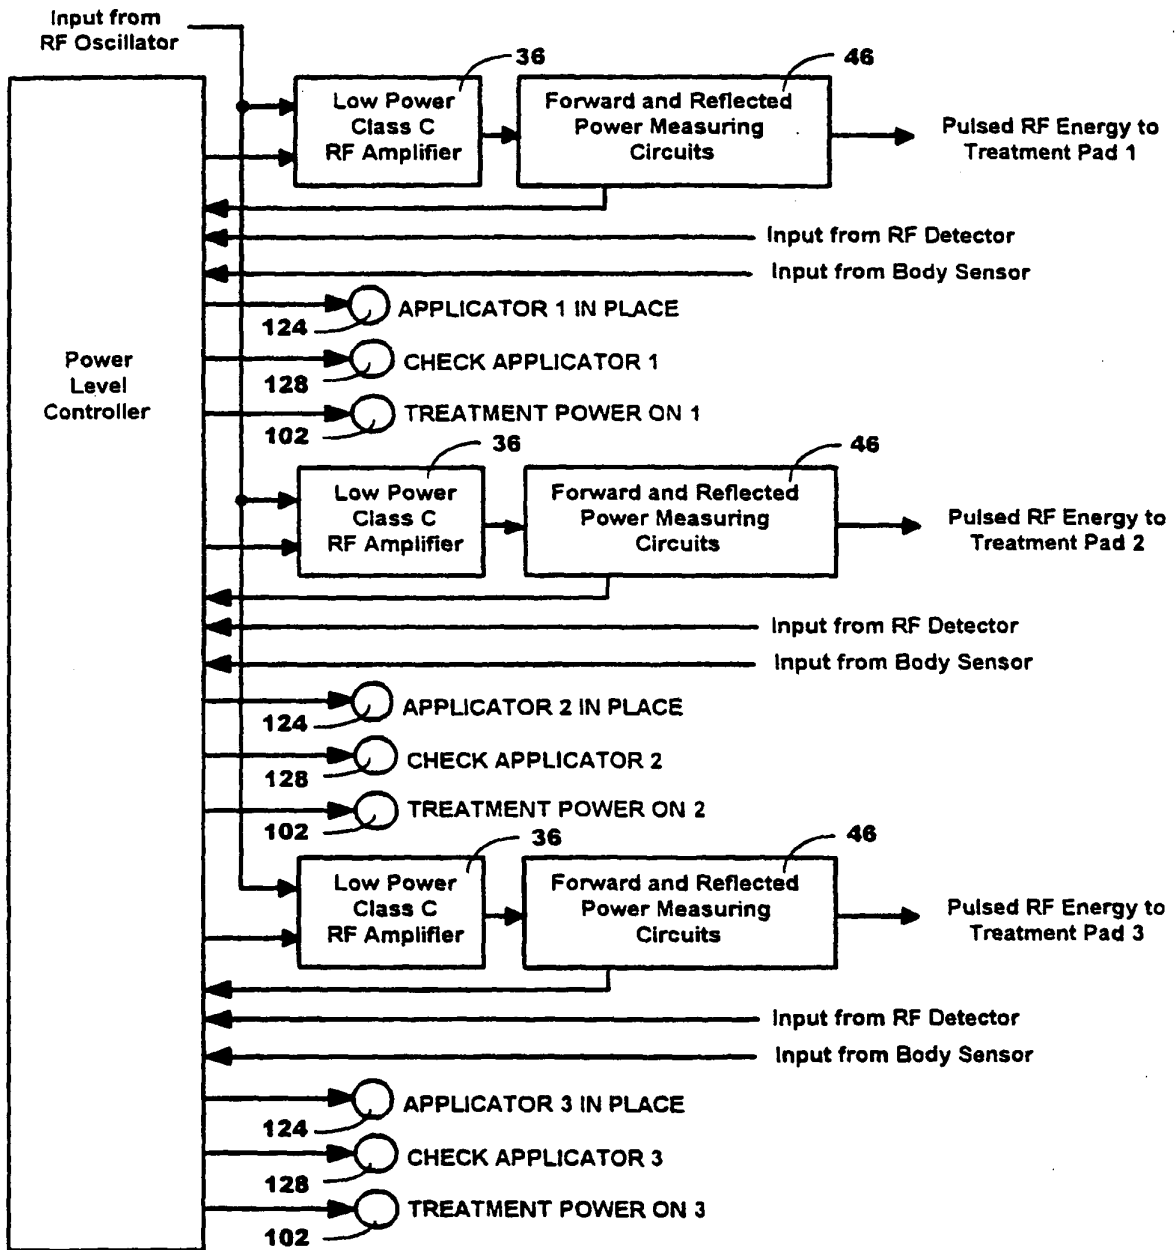 Input from
RF Oscillator
36
46
Low Power
Class C
RF Amplifier
Forward and Reflected
Power Measuring
Circuits
Pulsed RF Energy to
Treatment Pad 1
Input from RF Detector
Input from Body Sensor
124
APPLICATOR 1 IN PLACE
128
CHECK APPLICATOR 1
102
TREATMENT POWER ON 1
Power
Level
Controller
36
46
Low Power
Class C
RF Amplifier
Forward and Reflected
Power Measuring
Circuits
Pulsed RF Energy to
Treatment Pad 2
Input from RF Detector
Input from Body Sensor
124
APPLICATOR 2 IN PLACE
128
CHECK APPLICATOR 2
102
TREATMENT POWER ON 2
36
46
Low Power
Class C
RF Amplifier
Forward and Reflected
Power Measuring
Circuits
Pulsed RF Energy to
Treatment Pad 3
Input from RF Detector
Input from Body Sensor
124
APPLICATOR 3 IN PLACE
128
CHECK APPLICATOR 3
102
TREATMENT POWER ON 3